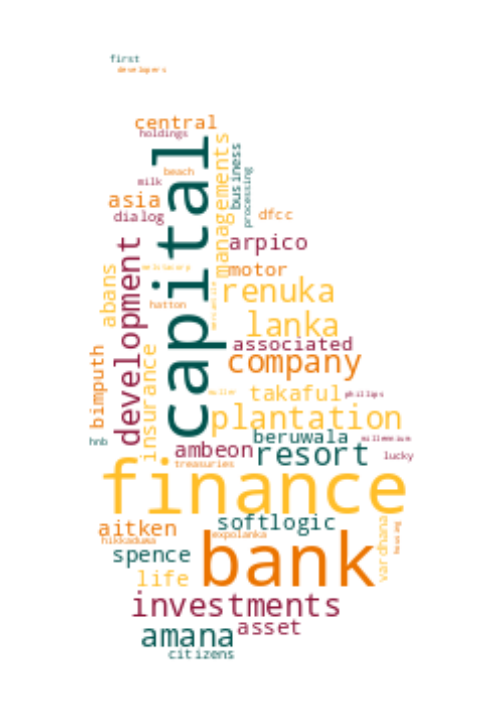 first
developers
central
holdings
capital
managements
business
processing
beach
milk
asia
dialog
dfcc
arpico
development
motor
abans
renuka
hatton
lanka
associated
company
bimputh
insurance
takaful
phillips
plantation
hnb
beruwala
millennium
ambeon
resort
lucky
treasuries
finance
softlogic
aitken
vardhana
housing
hikkaduwa
expolanka
spence
bank
life
investments
asset
amana
citizens